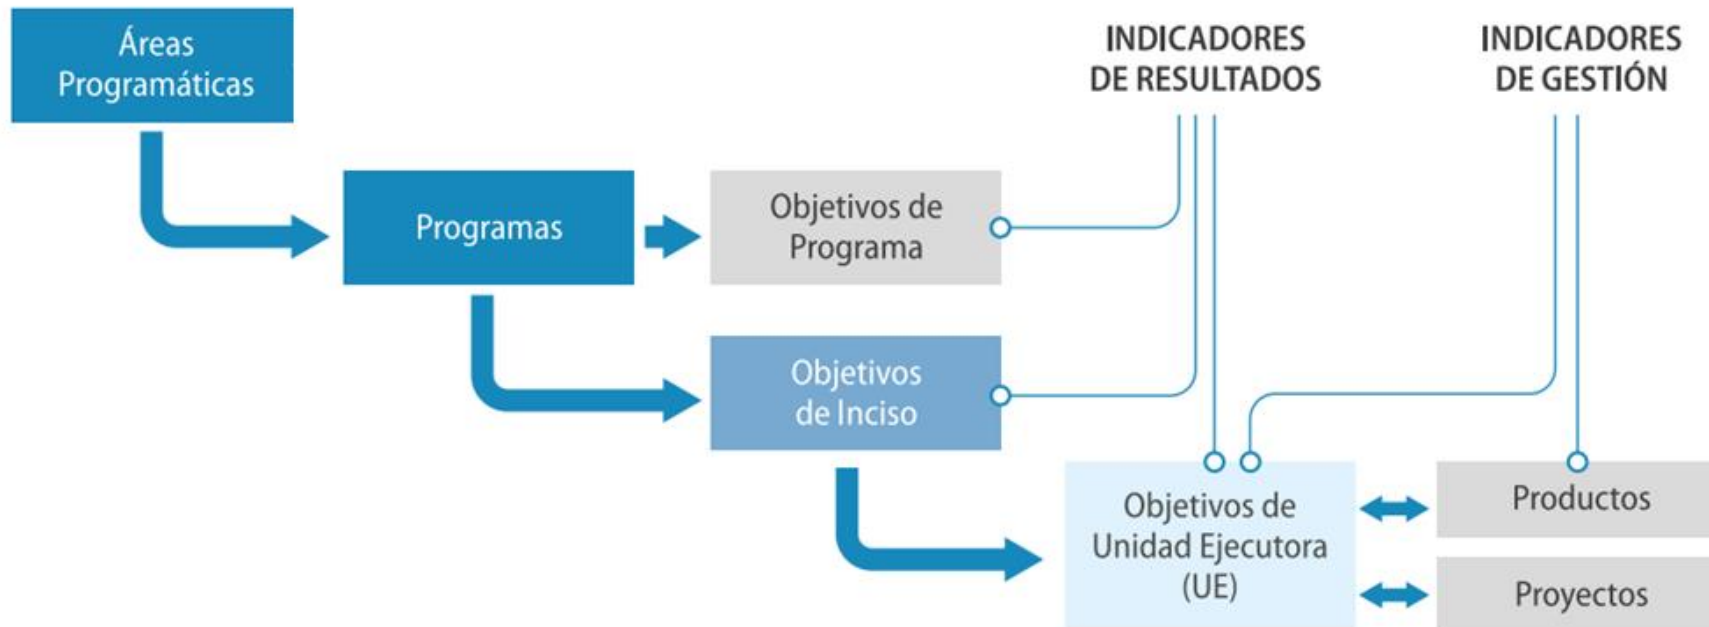 Áreas
Programáticas
INDICADORES
DE RESULTADOS
INDICADORES
DE GESTIÓN
Programas
Objetivos de
Programa
Objetivos
de Inciso
Objetivos de
Unidad Ejecutora
(UE)
Productos
Proyectos